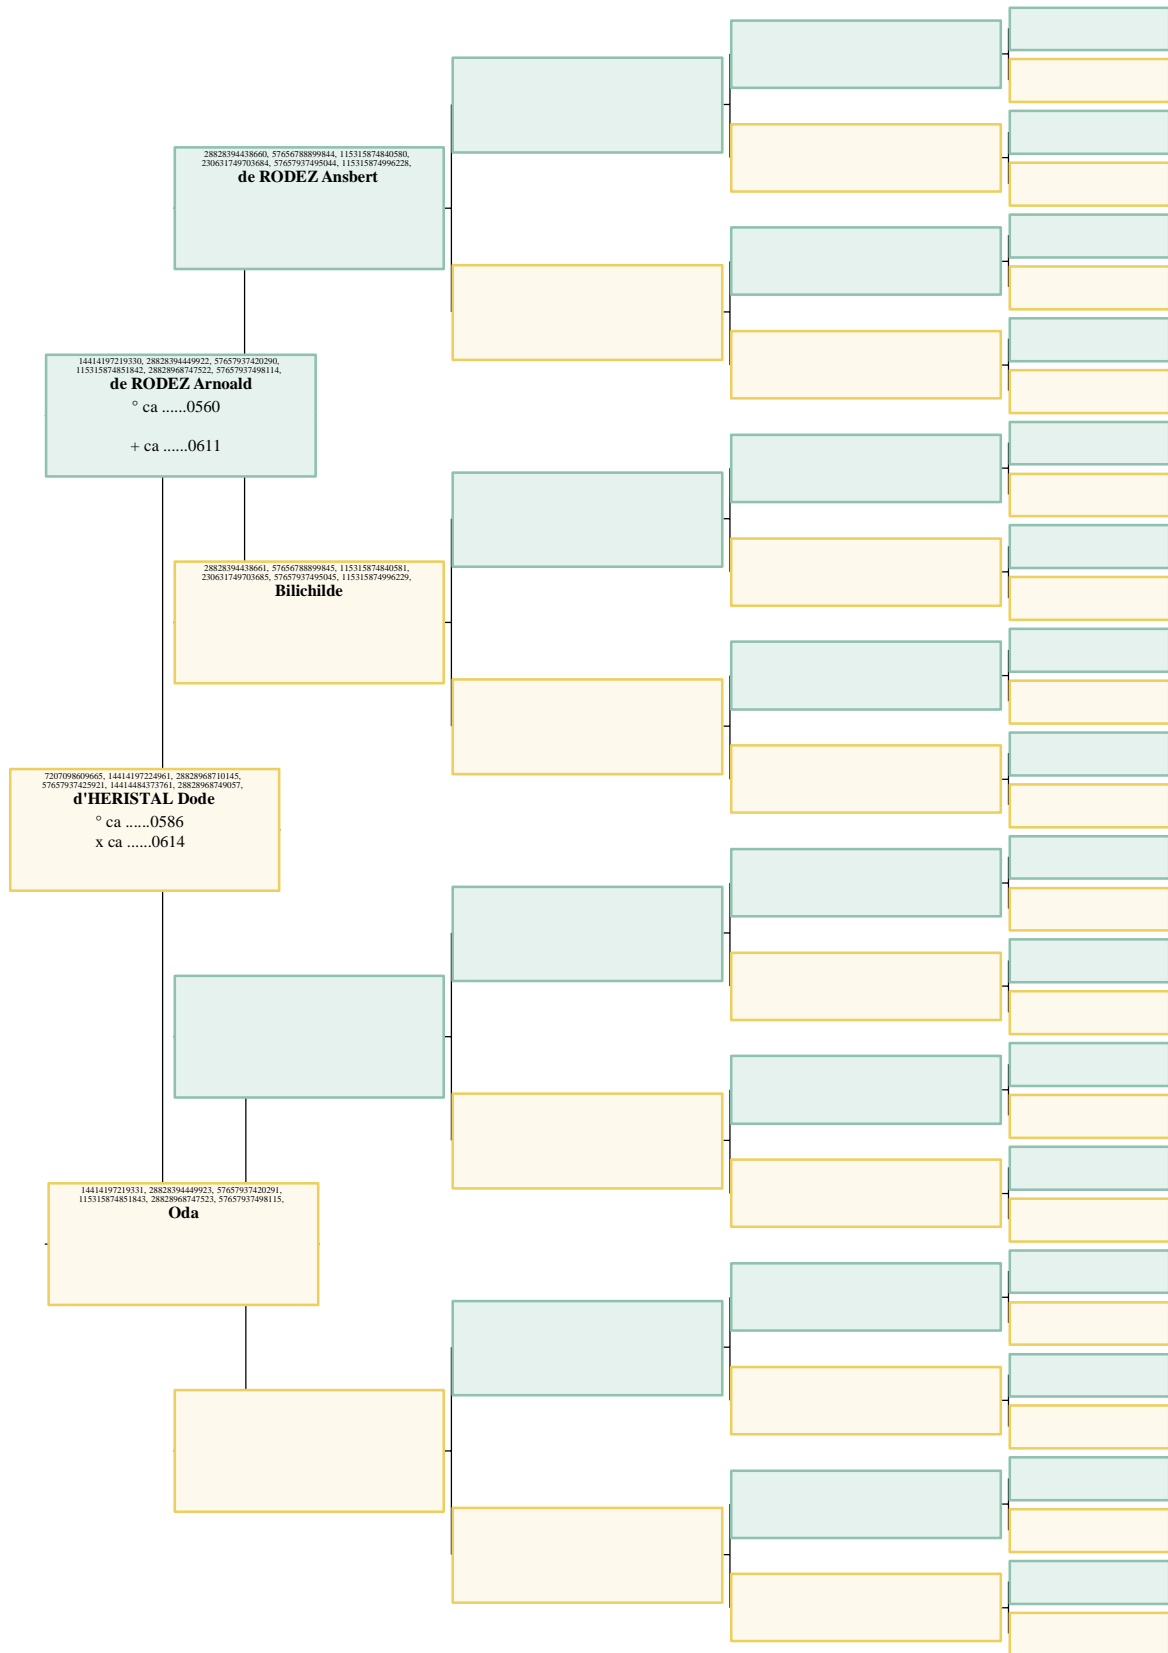 28828394438660, 57656788899844, 115315874840580,
230631749703684, 57657937495044, 115315874996228,
de RODEZ Ansbert
14414197219330, 28828394449922, 57657937420290,
115315874851842, 28828968747522, 57657937498114,
de RODEZ Arnoald
° ca ......0560
+ ca ......0611
28828394438661, 57656788899845, 115315874840581,
230631749703685, 57657937495045, 115315874996229,
Bilichilde
7207098609665, 14414197224961, 28828968710145,
57657937425921, 14414484373761, 28828968749057,
d'HERISTAL Dode
° ca ......0586
x ca ......0614
14414197219331, 28828394449923, 57657937420291,
115315874851843, 28828968747523, 57657937498115,
Oda